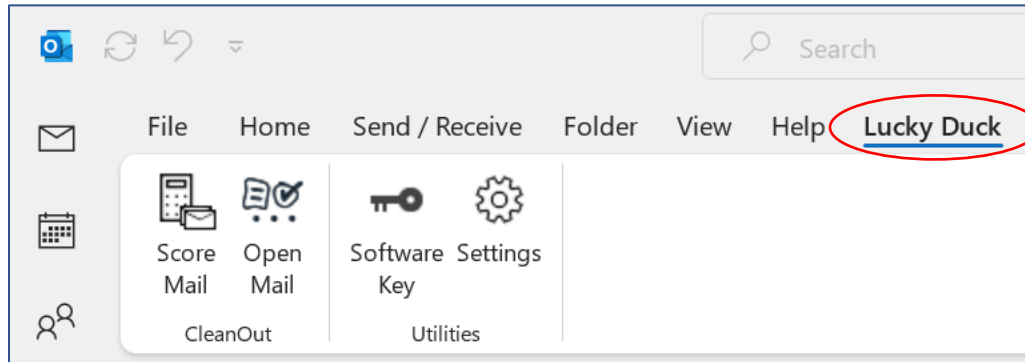 Search
File Home Send / Receive Folder View Help Lucky Duck
Score Mail
Open Mail
Software Key
Settings
CleanOut
Utilities